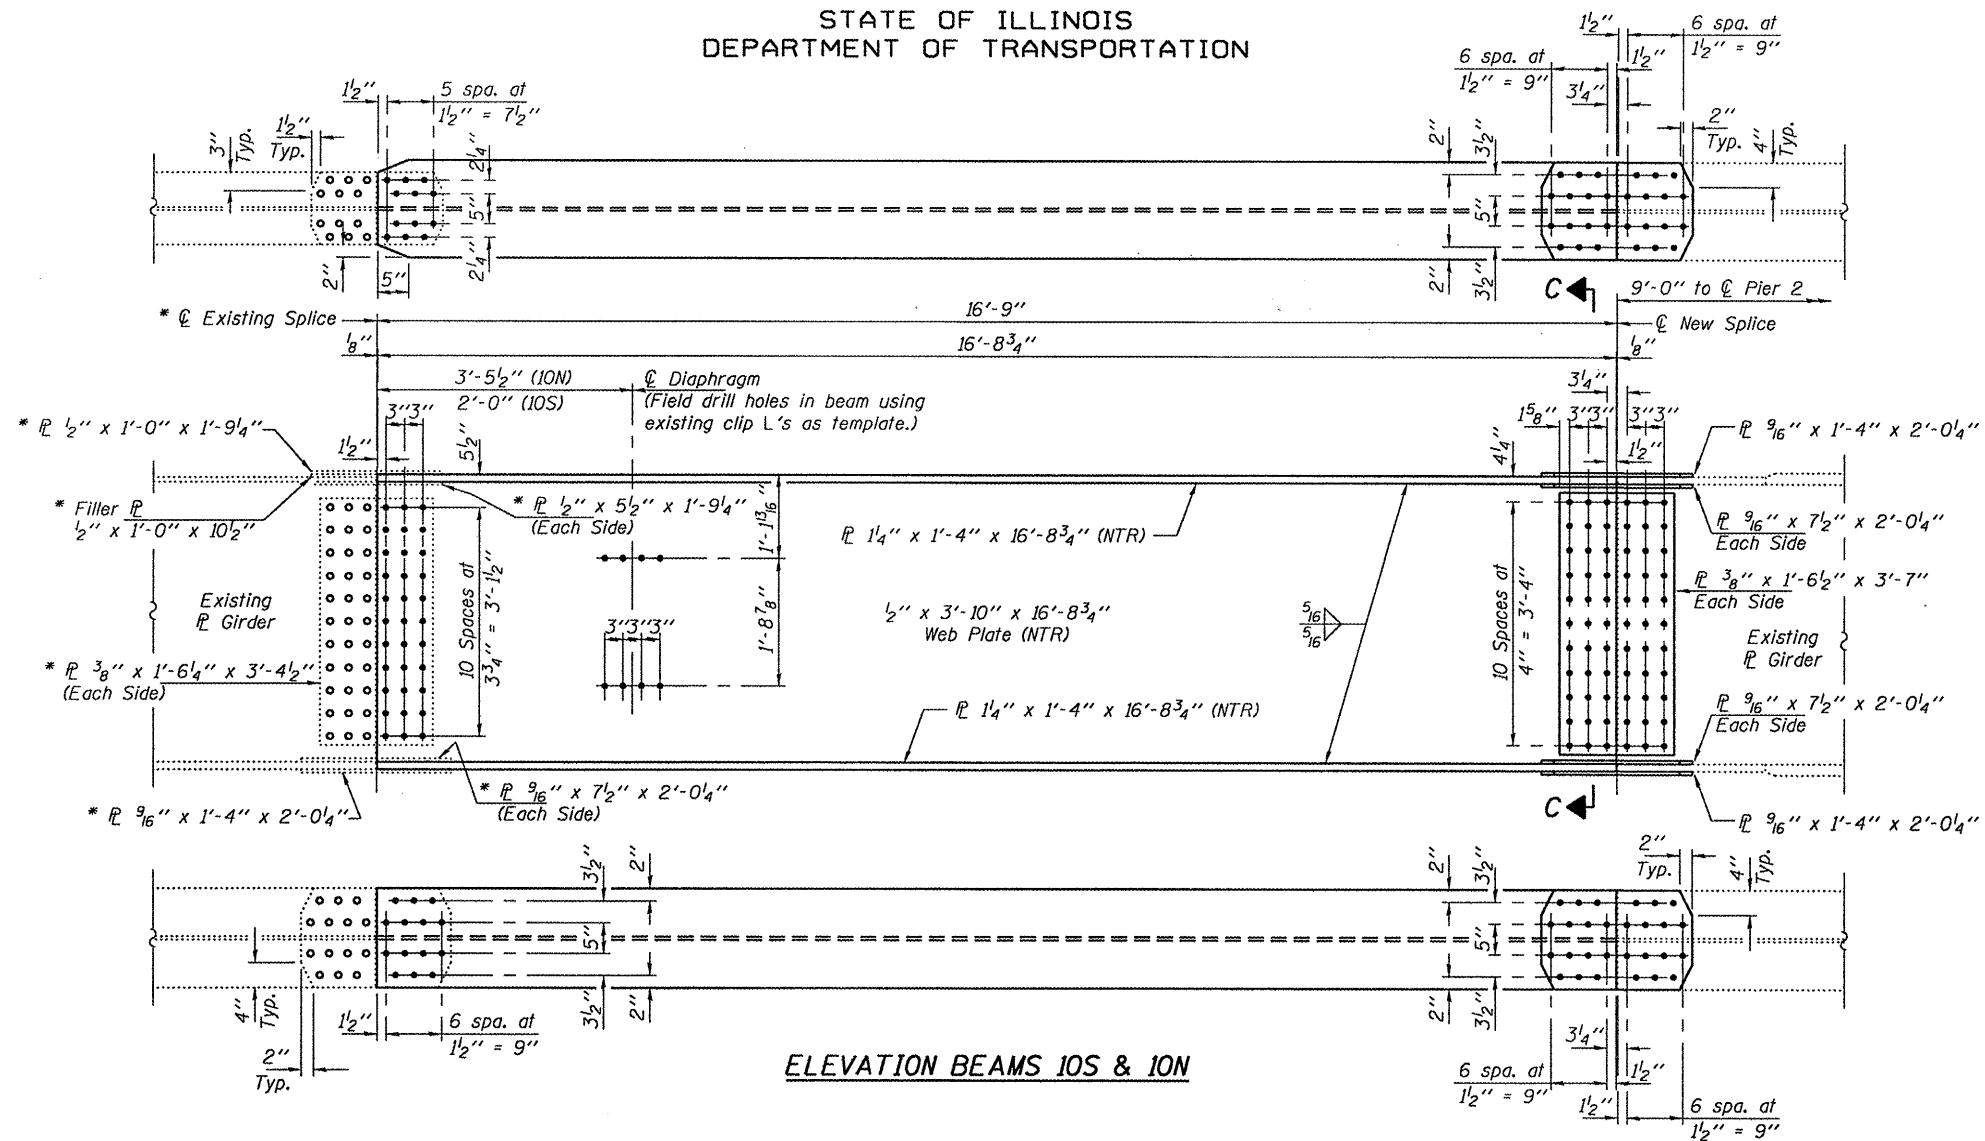 STATE OF ILLINOIS
DEPARTMENT OF TRANSPORTATION
1½"
5 spa. at
1½" = 7½"
1½"
Typ.
3"
Typ.
2¼"
5"
2¼"
2"
5"
1½"
6 spa. at
1½" = 9"
6 spa. at
1½" = 9"
1½"
3¼"
2"
3½"
2"
Typ.
4"
Typ.
5"
2"
3½"
C
9'-0" to ℄ Pier 2
* ℄ Existing Splice
16'-9"
℄ New Splice
⅛"
16'-8¾"
⅛"
3'-5½" (10N)
2'-0" (10S)
℄ Diaphragm
(Field drill holes in beam using
existing clip L's as template.)
3¼"
* ℞ ½" x 1'-0" x 1'-9¼"
3"3"
1½"
5½"
1⅝"
3"3"
3"3"
1½"
4¼"
℞ 9/16" x 1'-4" x 2'-0¼"
* Filler ℞
½" x 1'-0" x 10½"
* ℞ ½" x 5½" x 1'-9¼"
(Each Side)
1'-1 13/16"
℞ 1¼" x 1'-4" x 16'-8¾" (NTR)
℞ 9/16" x 7½" x 2'-0¼"
Each Side
Existing
℞ Girder
10 Spaces at
3¾" = 3'-1½"
1'-8⅞"
3"3"3"
½" x 3'-10" x 16'-8¾"
Web Plate (NTR)
5/16
5/16
10 Spaces at
4" = 3'-4"
℞ ⅜" x 1'-6½" x 3'-7"
Each Side
Existing
℞ Girder
* ℞ ⅜" x 1'-6¼" x 3'-4½"
(Each Side)
℞ 1¼" x 1'-4" x 16'-8¾" (NTR)
℞ 9/16" x 7½" x 2'-0¼"
Each Side
* ℞ 9/16" x 1'-4" x 2'-0¼"
* ℞ 9/16" x 7½" x 2'-0¼"
(Each Side)
C
℞ 9/16" x 1'-4" x 2'-0¼"
3½"
2"
2"
3½"
2"
Typ.
4"
Typ.
5"
5"
4"
Typ.
2"
Typ.
1½"
6 spa. at
1½" = 9"
3½"
2"
2"
3½"
3¼"
6 spa. at
1½" = 9"
1½"
1½"
6 spa. at
1½" = 9"
ELEVATION BEAMS 10S & 10N